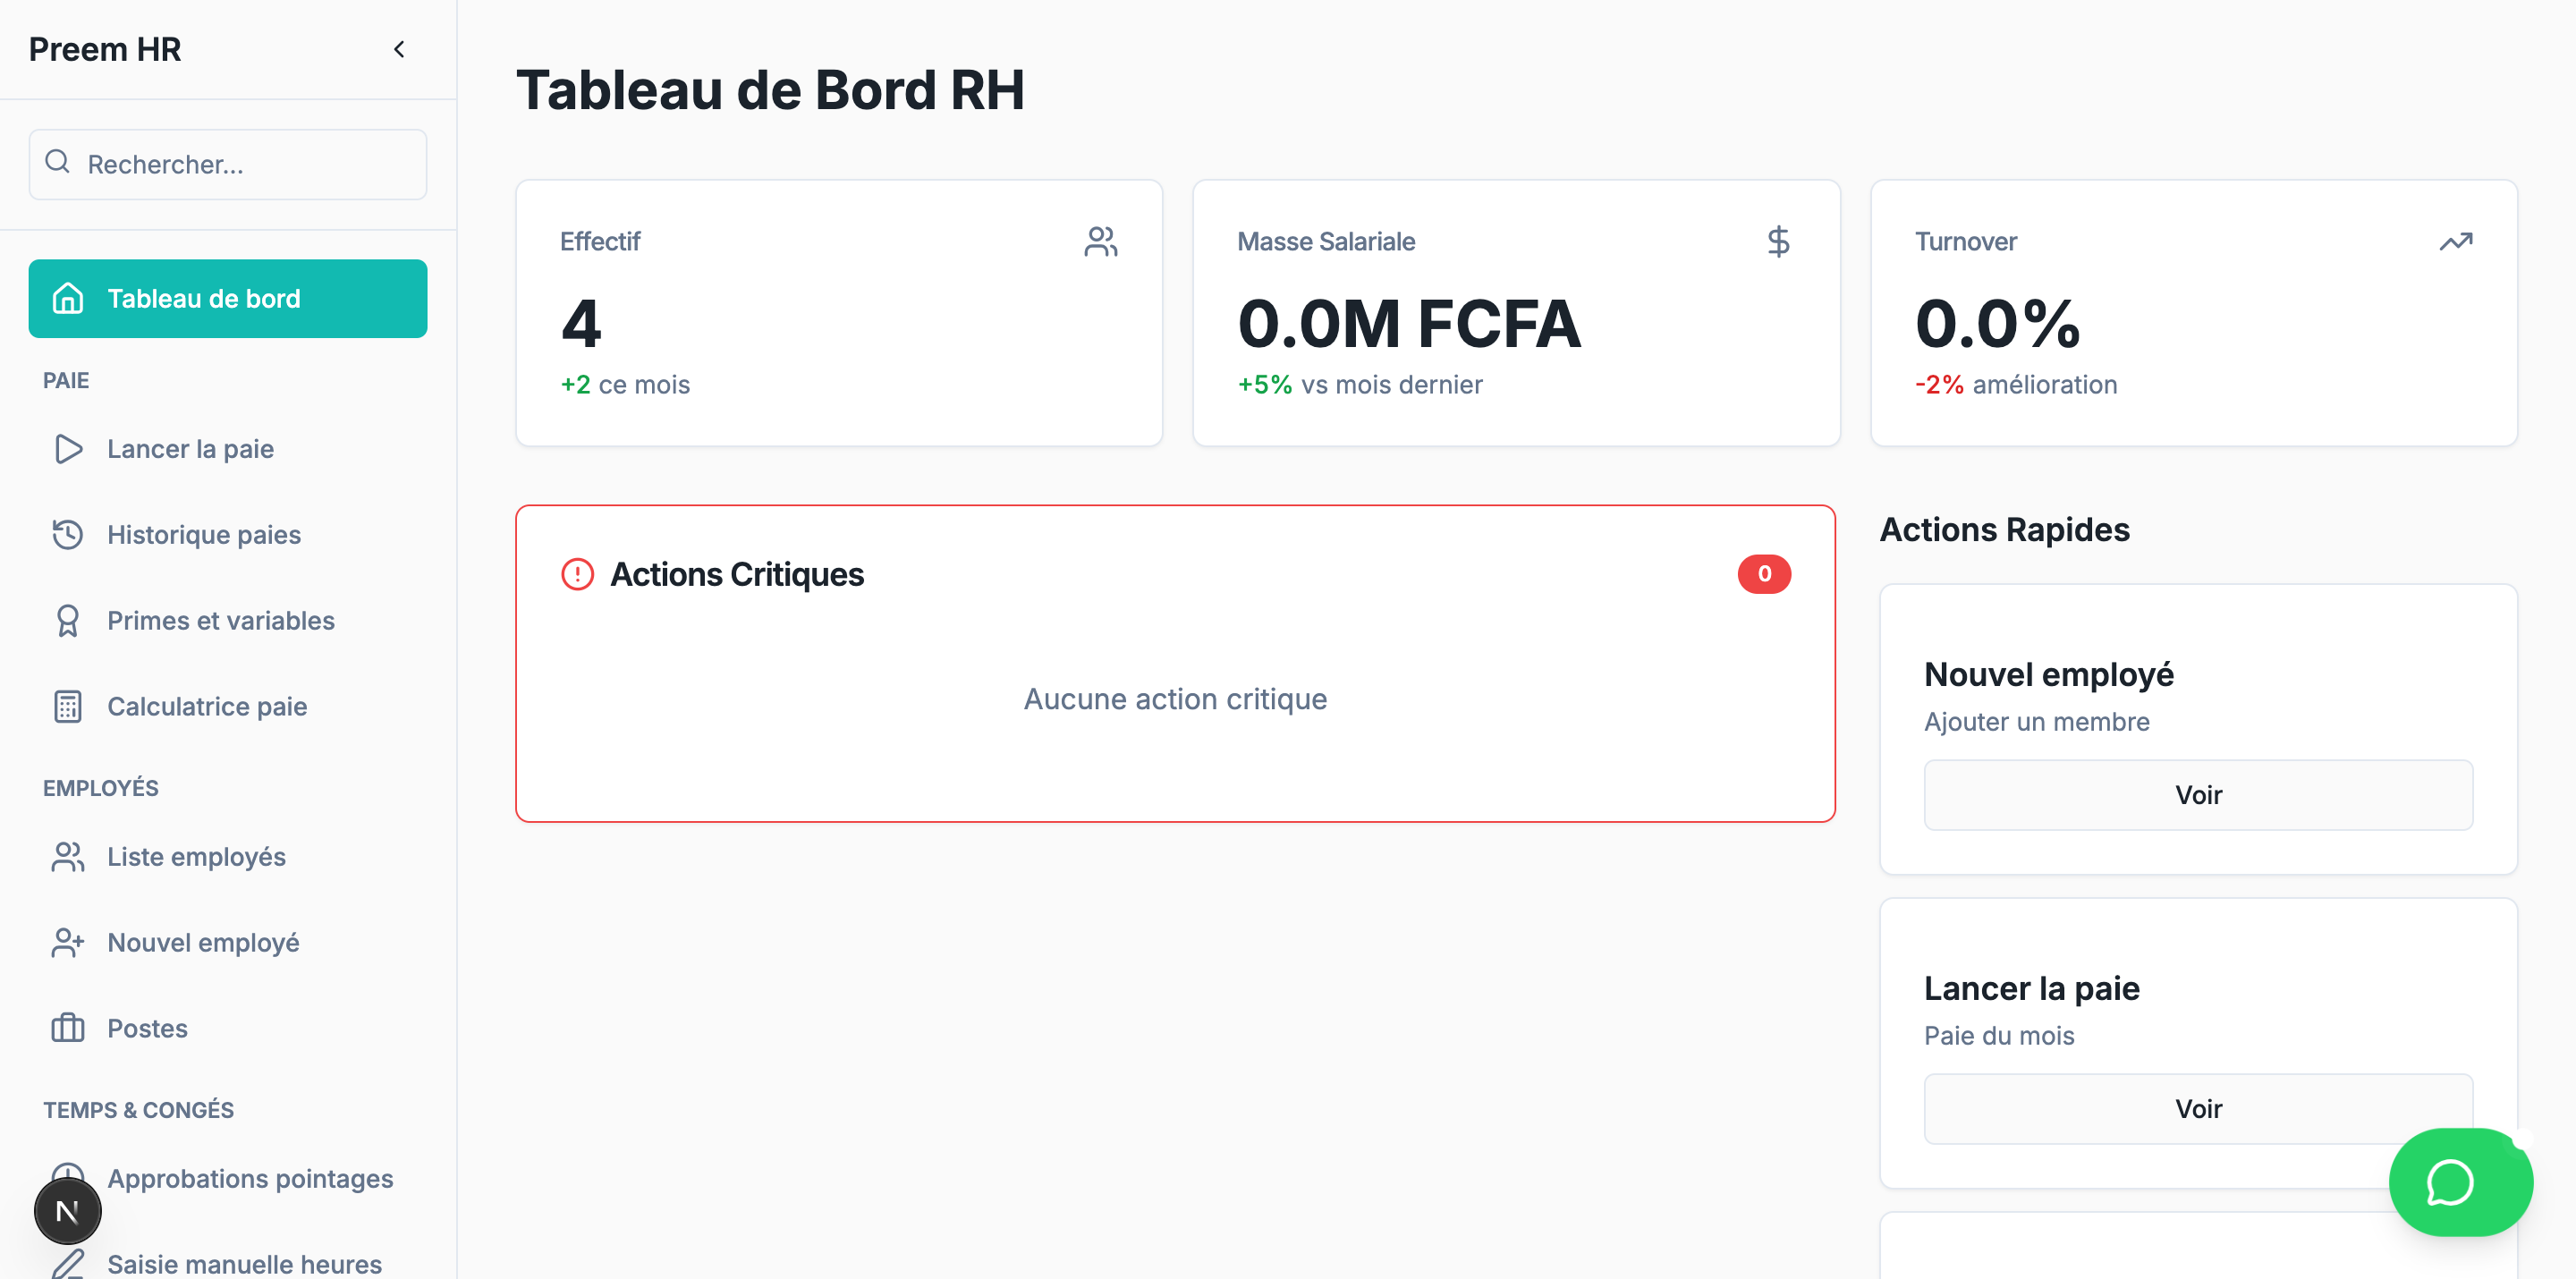 Preem HR
Rechercher...
Tableau de bord
PAIE
Lancer la paie
Historique paies
Primes et variables
Calculatrice paie
EMPLOYÉS
Liste employés
Nouvel employé
Postes
TEMPS & CONGÉS
Approbations pointages
N
Saisie manuelle heures
Tableau de Bord RH
Effectif
4
+2 ce mois
Masse Salariale
0.0M FCFA
+5% vs mois dernier
Turnover
0.0%
-2% amélioration
Actions Critiques
0
Aucune action critique
Actions Rapides
Nouvel employé
Ajouter un membre
Voir
Lancer la paie
Paie du mois
Voir